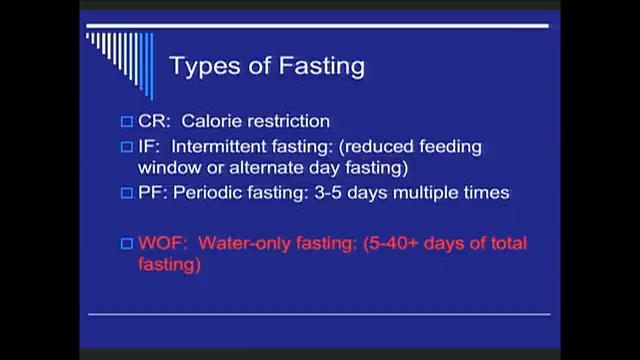 Types of Fasting
CR: Calorie restriction
IF: Intermittent fasting: (reduced feeding
window or alternate day fasting)
PF: Periodic fasting: 3-5 days multiple times
WOF: Water-only fasting: (5-40+ days of total
fasting)